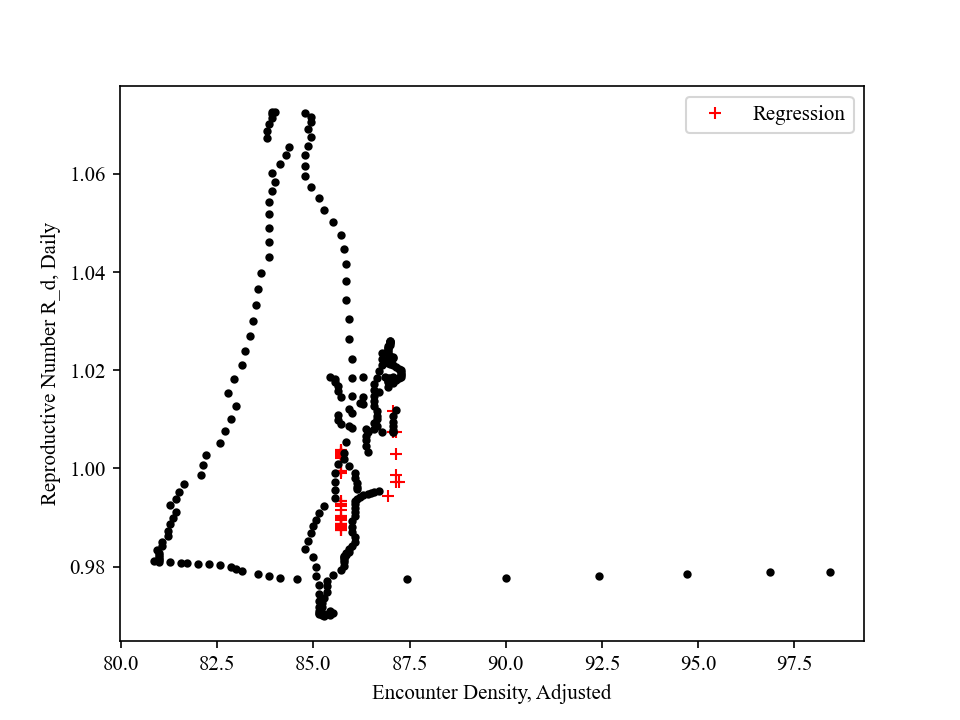 Regression
1.06
1.04
1.02
1.00
0.98
Reproductive Number R_d, Daily
80.0 82.5 85.0 87.5 90.0 92.5 95.0 97.5
Encounter Density, Adjusted